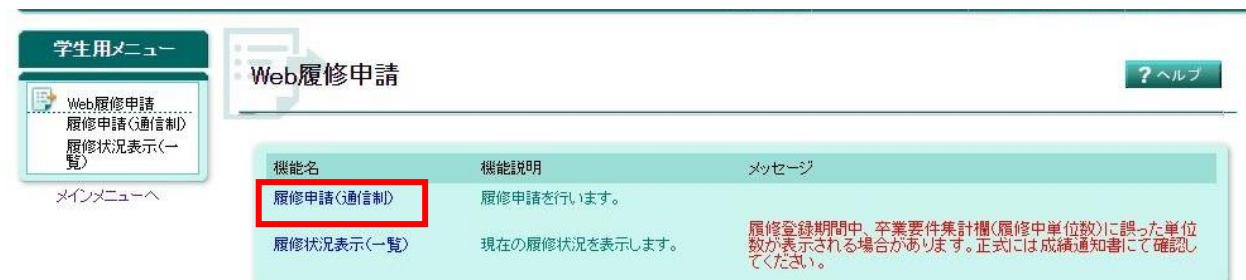 学生用メニュー
Web履修申請
履修申請(通信制)
履修状況表示(一
覧)
メインメニューへ
Web履修申請
?ヘルプ
機能名 機能説明 メッセージ
履修申請(通信制) 履修申請を行います。
履修状況表示(一覧) 現在の履修状況を表示します。
履修登録期間中、卒業要件集計欄(履修中単位数)に誤った単位
数が表示される場合があります。正式には成績通知書にて確認し
てください。